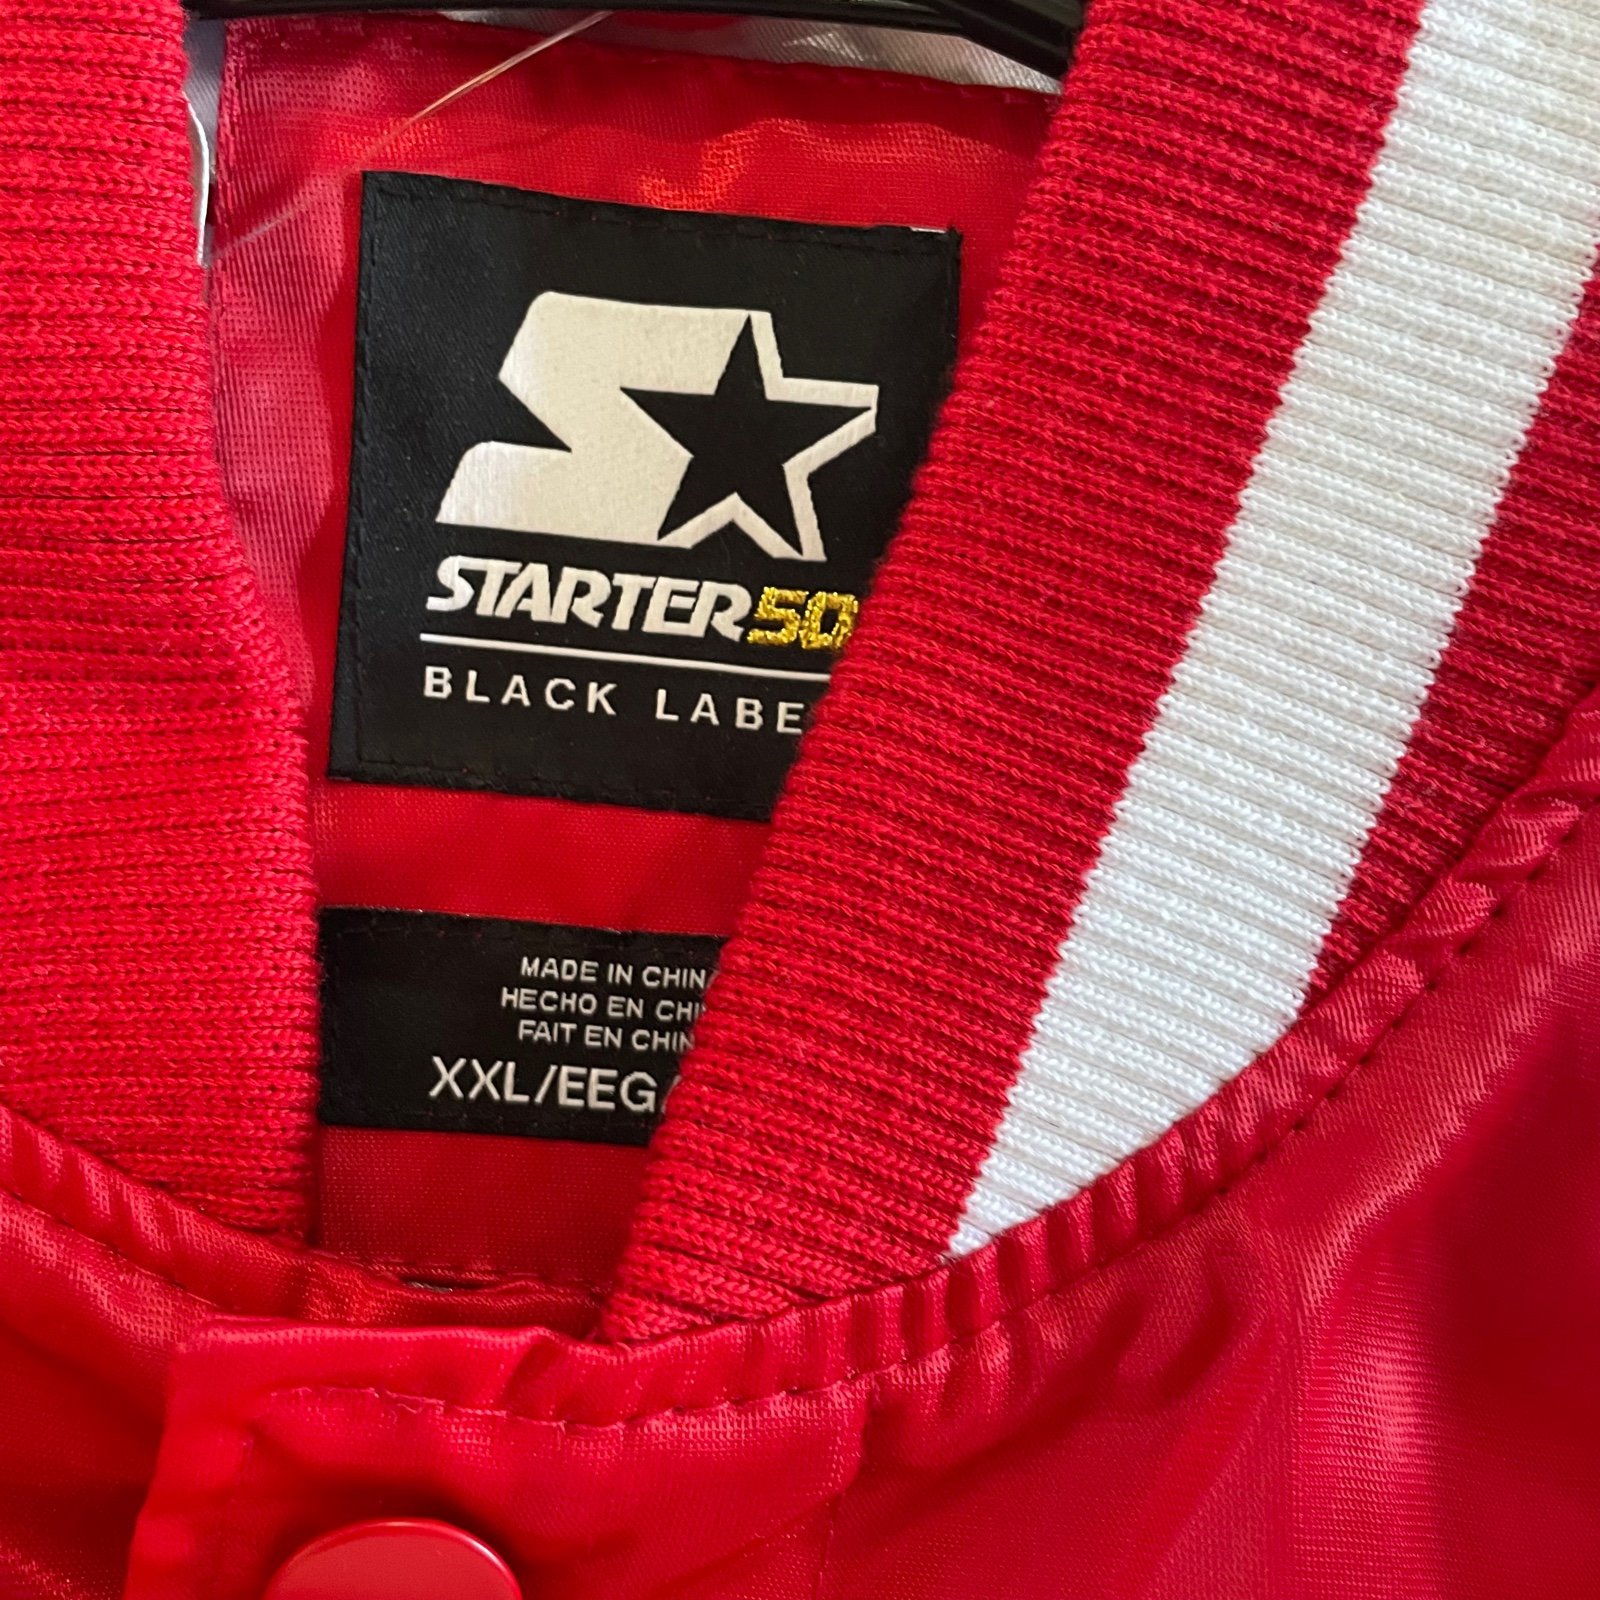 STARTER50
BLACK LABE
MADE IN CHIN
HECHO EN CHI
FAIT EN CHIN
XXL/EEG/